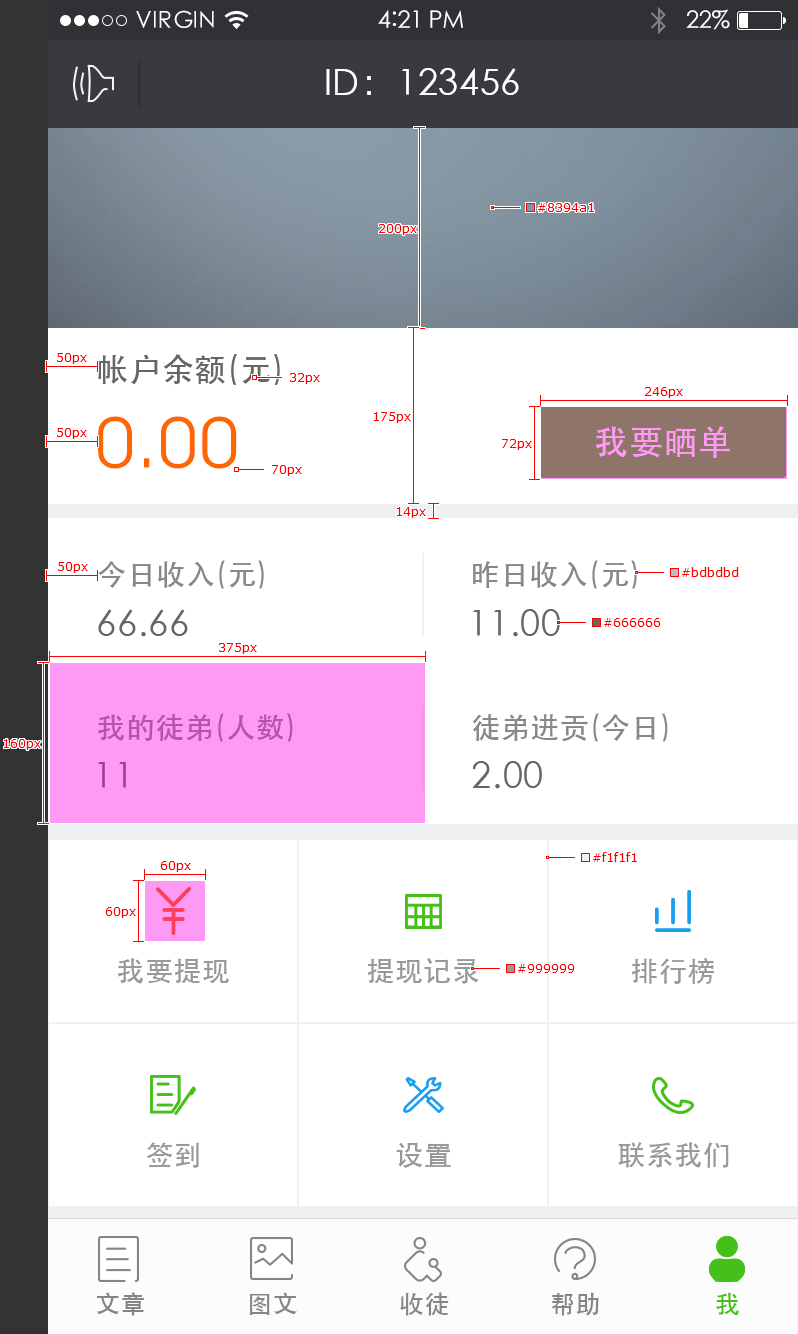 VIRGIN 4:21 PM 22%
ID：123456
#8394a1
200px
50px 帐户余额(元) 32px
246px
175px
50px 0.00 70px
72px 我要晒单
14px
50px 今日收入(元) 昨日收入(元) #bdbdbd
66.66 11.00 #666666
375px
160px
我的徒弟(人数) 徒弟进贡(今日)
11 2.00
60px #f1f1f1
60px ¥
我要提现 提现记录 #999999 排行榜
签到 设置 联系我们
文章 图文 收徒 帮助 我